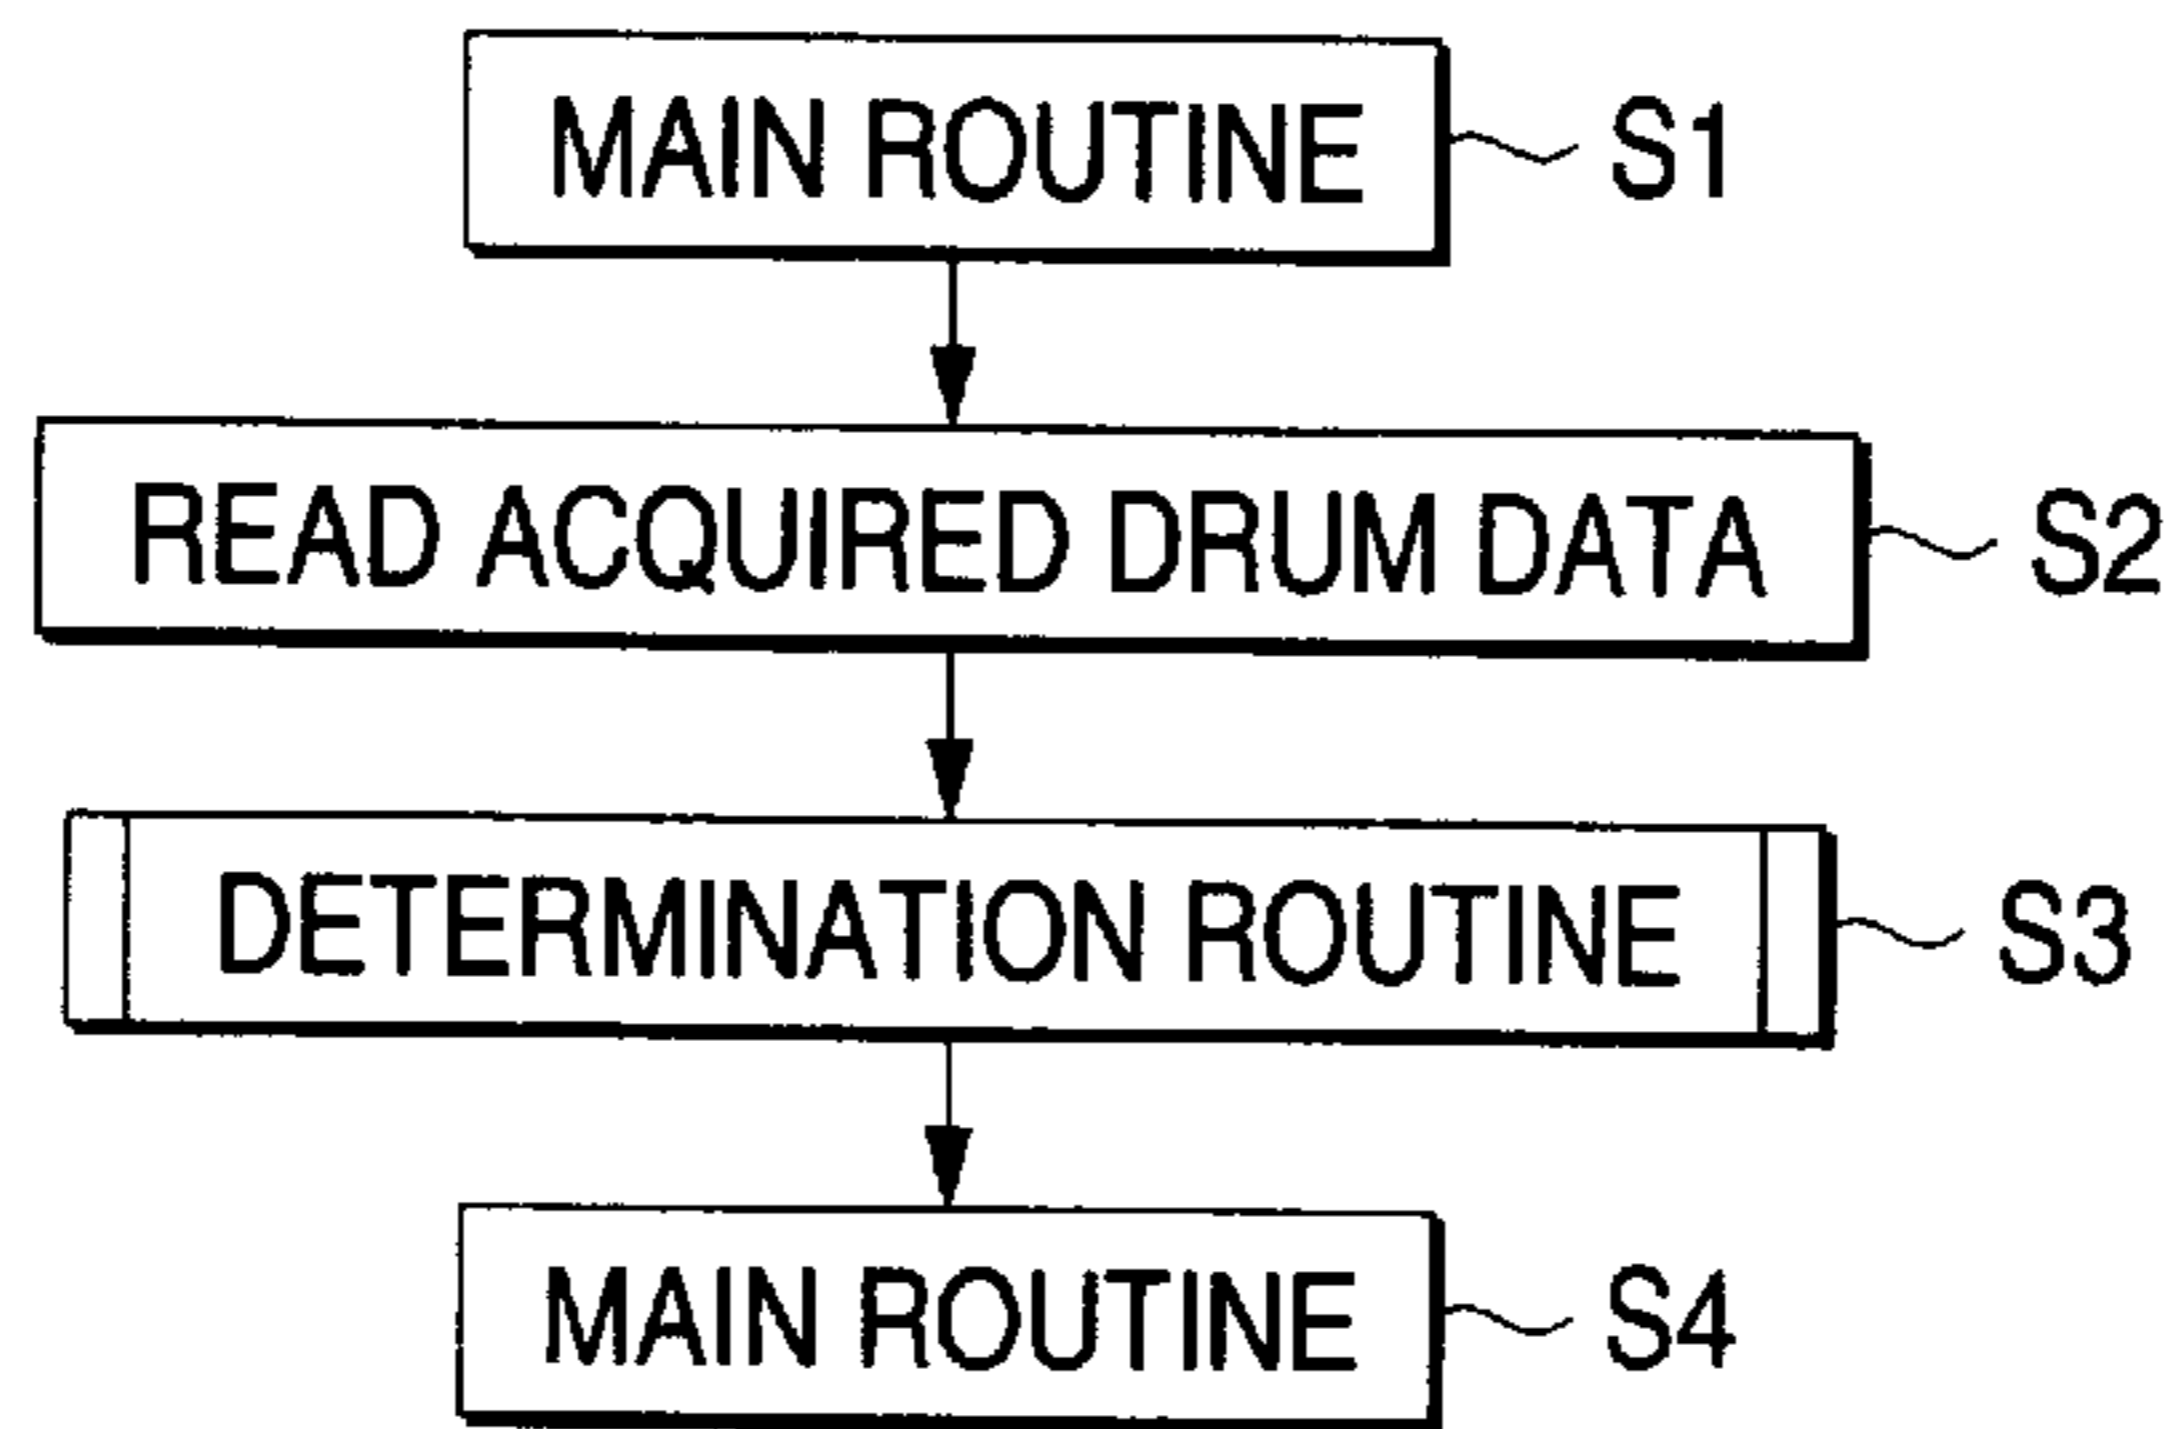 MAIN ROUTINE S1
READ ACQUIRED DRUM DATA S2
DETERMINATION ROUTINE S3
MAIN ROUTINE S4